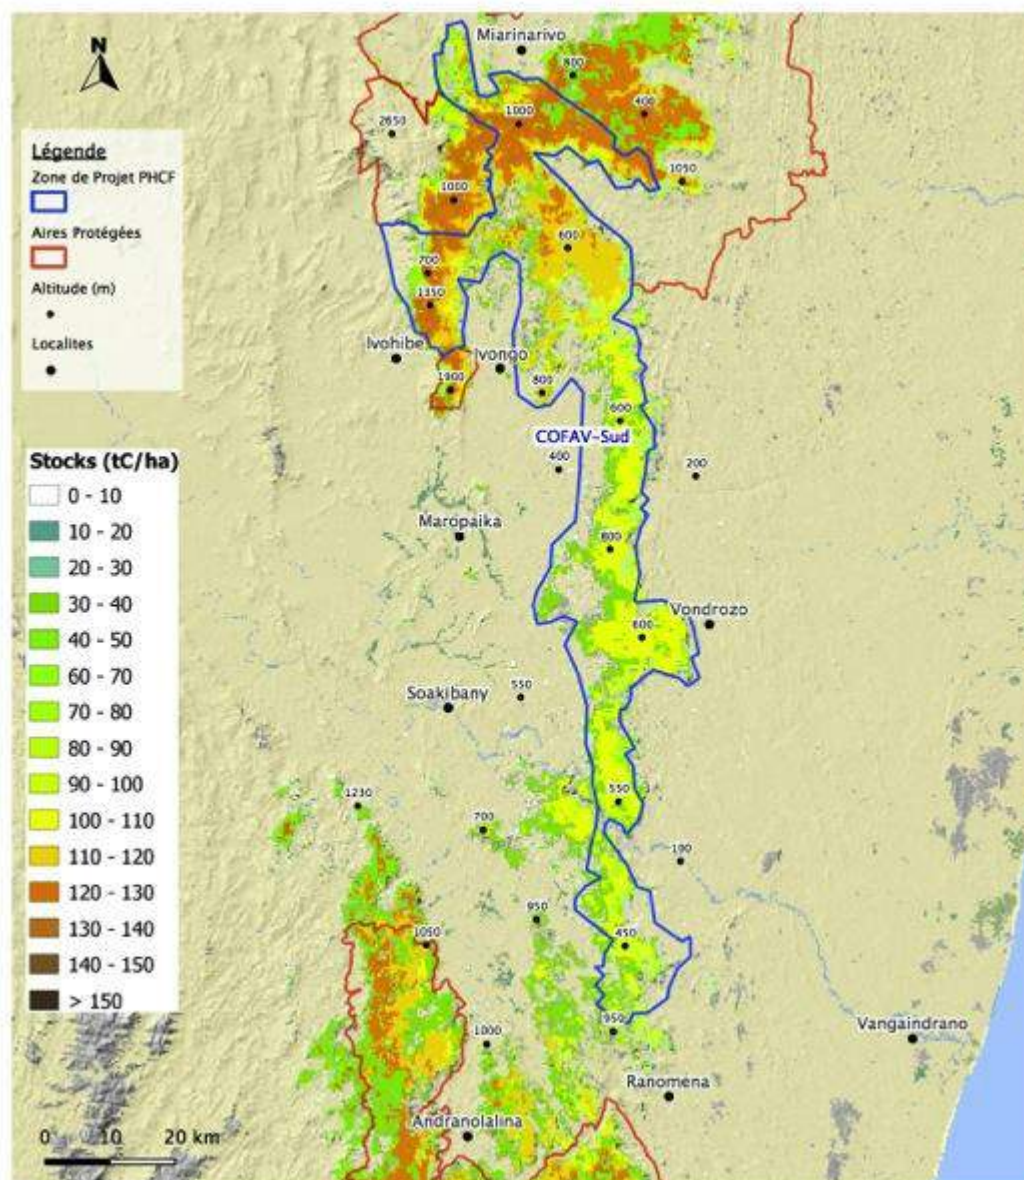 N
Miarinarivo
800
2650
1000
400
1050
1000
600
700
1350
Ivohibe
Ivongo
1900
800
600
COFAV-Sud
400
200
Maropaika
800
Vondrozo
600
Soakibany
550
1230
550
700
100
950
1050
450
950
1000
Vangaindrano
Ranomena
Andranolalina
Légende
Zone de Projet PHCF
Aires Protégées
Altitude (m)
Localites
Stocks (tC/ha)
0 - 10
10 - 20
20 - 30
30 - 40
40 - 50
60 - 70
70 - 80
80 - 90
90 - 100
100 - 110
110 - 120
120 - 130
130 - 140
140 - 150
> 150
0 10 20 km